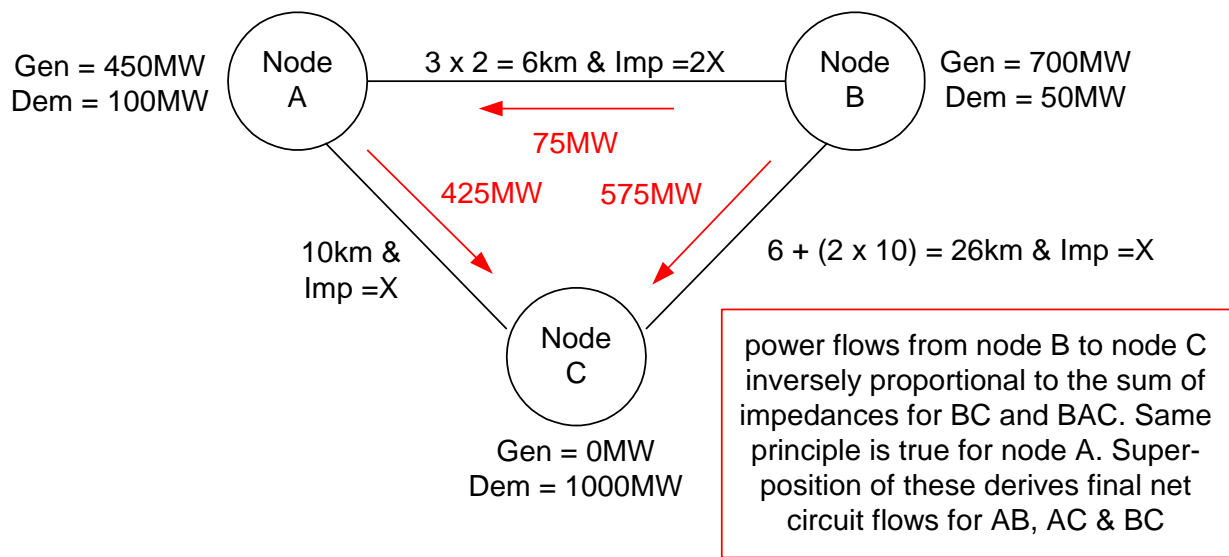 Gen = 450MW
Dem = 100MW
Node
A
3 x 2 = 6km & Imp =2X
Node
B
Gen = 700MW
Dem = 50MW
75MW
425MW
575MW
10km &
Imp =X
6 + (2 x 10) = 26km & Imp =X
Node
C
Gen = 0MW
Dem = 1000MW
power flows from node B to node C
inversely proportional to the sum of
impedances for BC and BAC. Same
principle is true for node A. Super-
position of these derives final net
circuit flows for AB, AC & BC